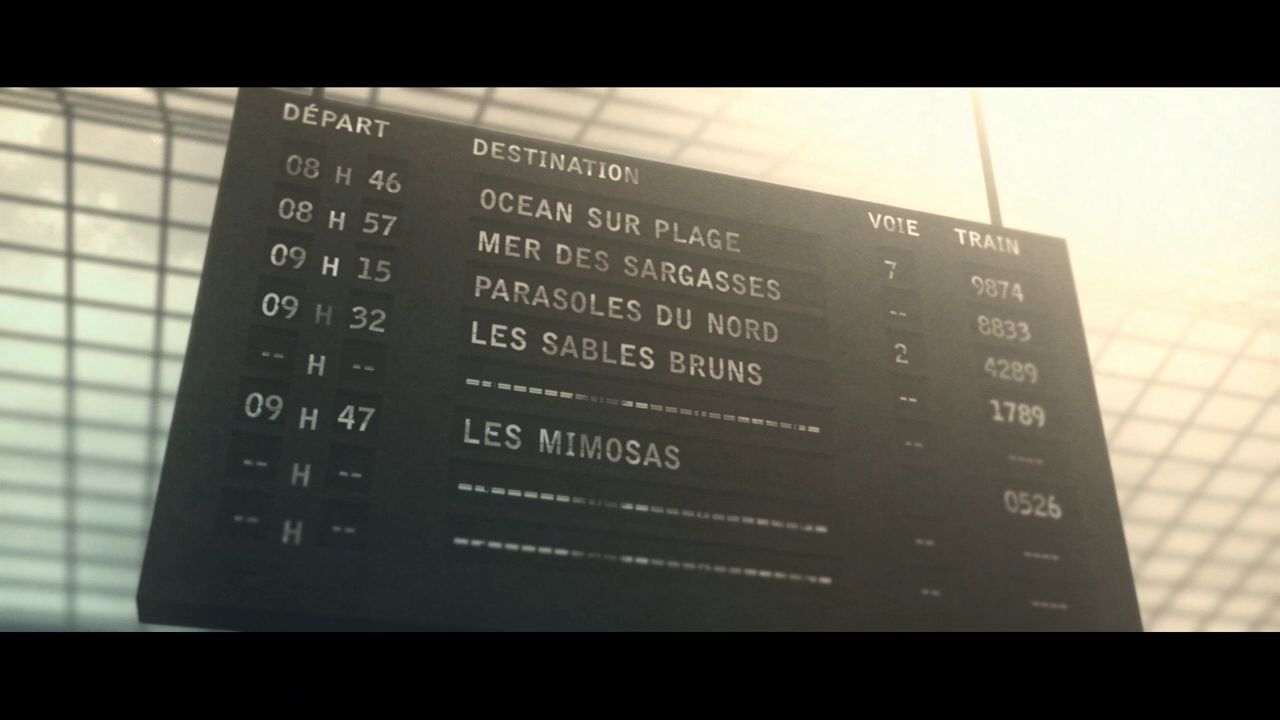 DÉPART DESTINATION VOIE TRAIN
08 H 46 OCEAN SUR PLAGE 7 9874
08 H 57 MER DES SARGASSES -- 8833
09 H 15 PARASOLES DU NORD 2 4289
09 H 32 LES SABLES BRUNS -- 1789
-- H -- -------------------- -- ----
09 H 47 LES MIMOSAS 0526
-- H -- -------------------- -- ----
-- H -- -------------------- -- ----